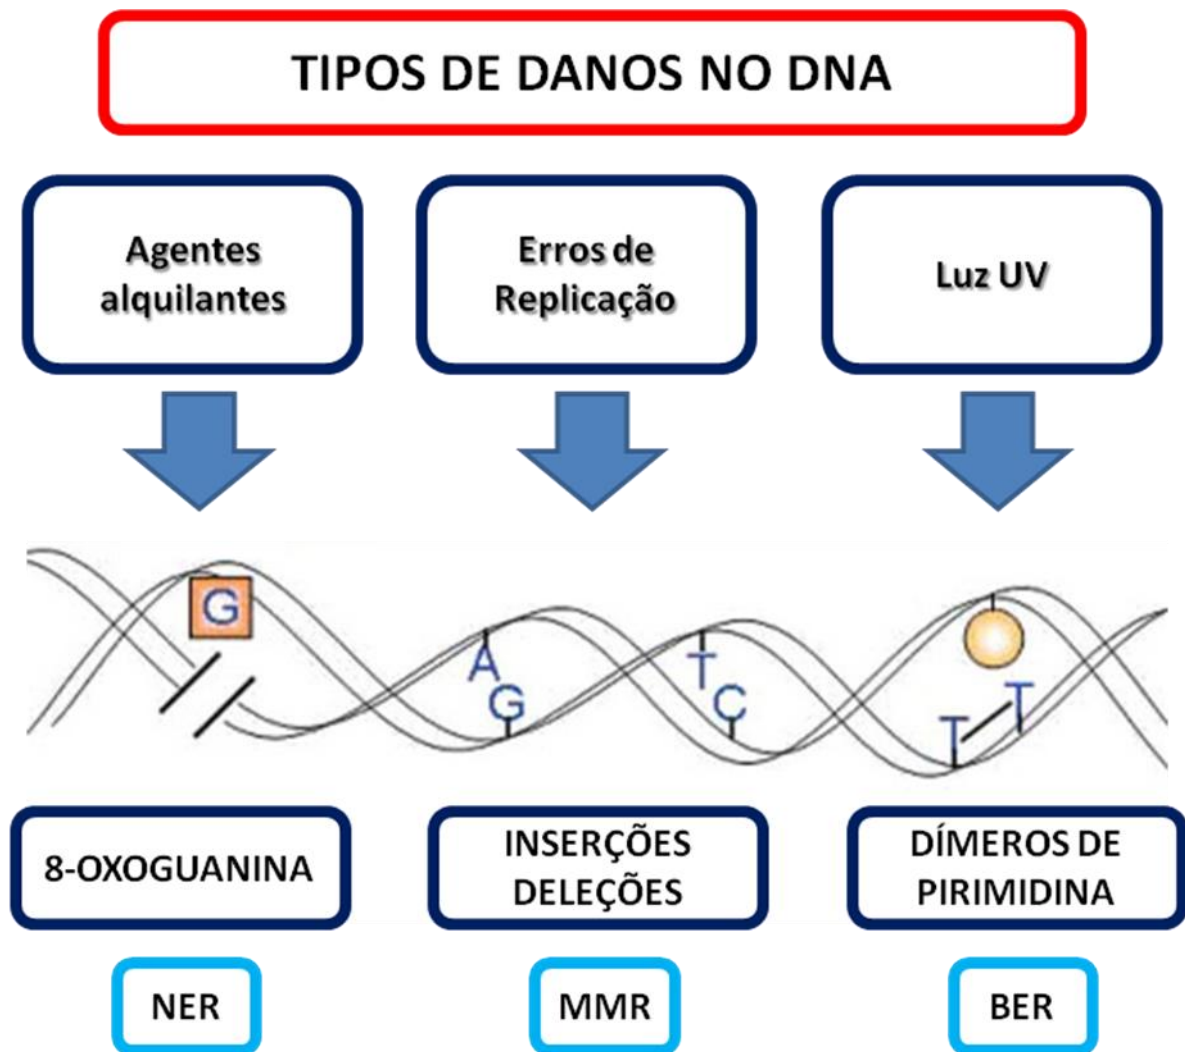 TIPOS DE DANOS NO DNA
Agentes
alquilantes
Erros de
Replicação
Luz UV
G
A
G
T
C
T
T
8-OXOGUANINA
INSERÇÕES
DELEÇÕES
DÍMEROS DE
PIRIMIDINA
NER
MMR
BER